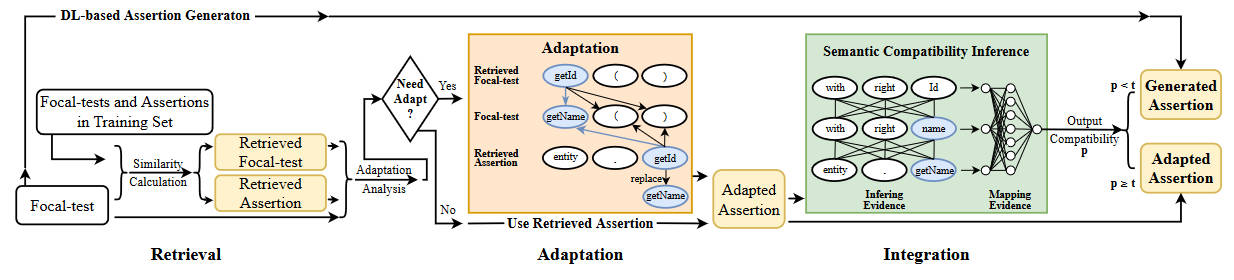 DL-based Assertion Generaton
Focal-tests and Assertions
in Training Set
Focal-test
Similarity
Calculation
Retrieved
Focal-test
Retrieved
Assertion
Adaptation
Analysis
Need
Adapt
?
Yes
No
Adaptation
Retrieved
Focal-test
getId
(
)
Focal-test
getName
(
)
Retrieved
Assertion
entity
.
getId
replace
getName
Use Retrieved Assertion
Adapted
Assertion
Semantic Compatibility Inference
with
right
Id
with
right
name
entity
.
getName
Infering
Evidence
Mapping
Evidence
Output
Compatibility
p
p < t
p ≥ t
Generated
Assertion
Adapted
Assertion
Retrieval
Adaptation
Integration